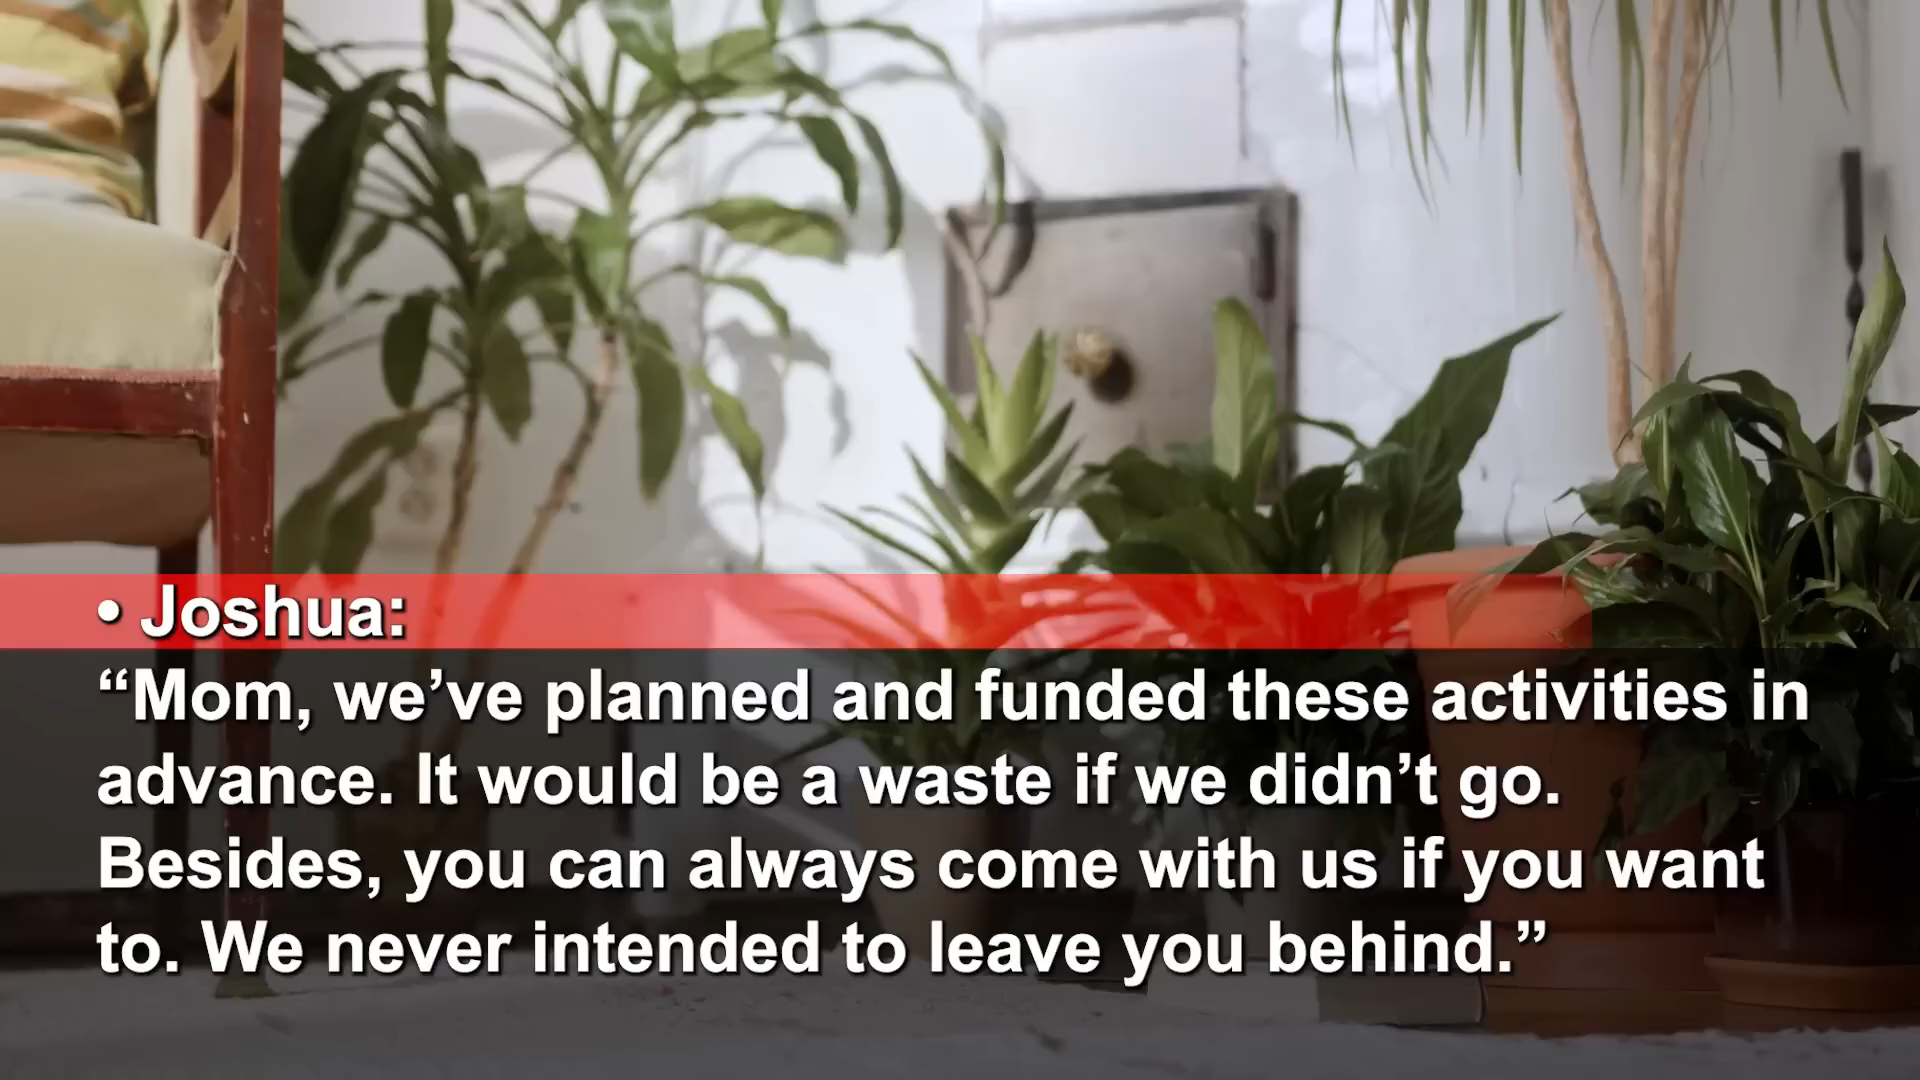 • Joshua:
“Mom, we’ve planned and funded these activities in
advance. It would be a waste if we didn’t go.
Besides, you can always come with us if you want
to. We never intended to leave you behind.”